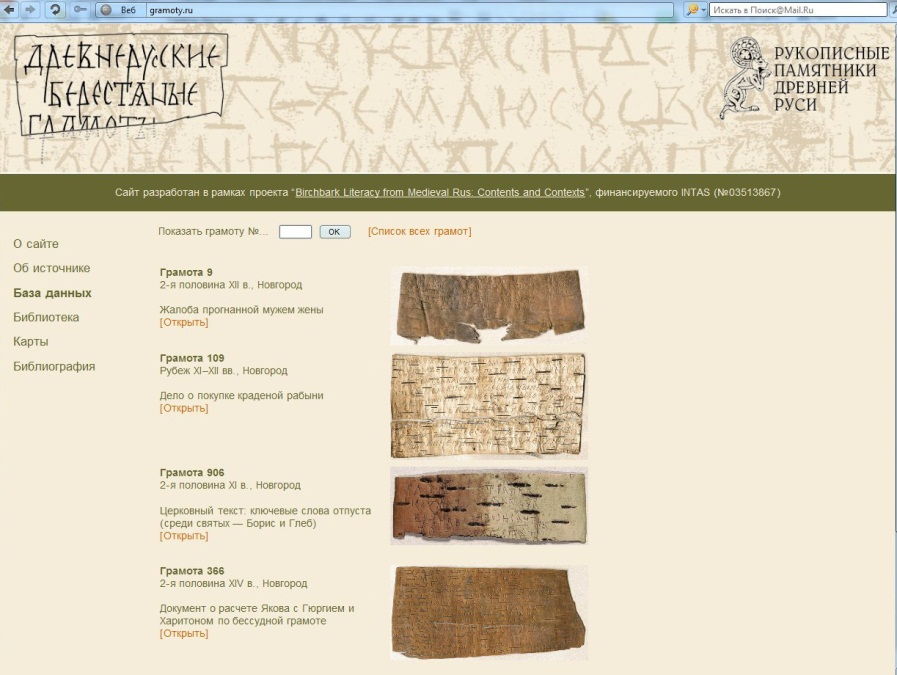 Веб
gramoty.ru
Искать в Поиск@Mail.Ru
ДРЕВНЕРУССКИЕ
БЕРЕСТЯНЫЕ
ГРАМОТЫ
РУКОПИСНЫЕ
ПАМЯТНИКИ
ДРЕВНЕЙ
РУСИ
Сайт разработан в рамках проекта "Birchbark Literacy from Medieval Rus: Contents and Contexts", финансируемого INTAS (№03513867)
Показать грамоту №... OK [Список всех грамот]
О сайте
Об источнике
База данных
Библиотека
Карты
Библиография
Грамота 9
2-я половина XII в., Новгород
Жалоба прогнанной мужем жены
[Открыть]
Грамота 109
Рубеж XI–XII вв., Новгород
Дело о покупке краденой рабыни
[Открыть]
Грамота 906
2-я половина XI в., Новгород
Церковный текст: ключевые слова отпуста
(среди святых — Борис и Глеб)
[Открыть]
Грамота 366
2-я половина XIV в., Новгород
Документ о расчете Якова с Гюргием и
Харитоном по бессудной грамоте
[Открыть]